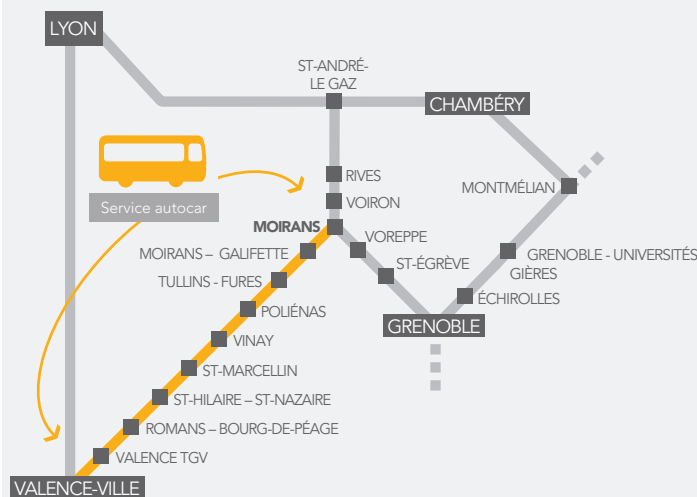 LYON
ST-ANDRÉ-
LE GAZ
CHAMBÉRY
RIVES
MONTMÉLIAN
Service autocar
VOIRON
MOIRANS
VOREPPE
MOIRANS – GALIFETTE
GRENOBLE - UNIVERSITÉS
GIÈRES
ST-ÉGRÈVE
TULLINS - FURES
ÉCHIROLLES
POLIÉNAS
GRENOBLE
VINAY
ST-MARCELLIN
ST-HILAIRE – ST-NAZAIRE
ROMANS – BOURG-DE-PÉAGE
VALENCE TGV
VALENCE-VILLE